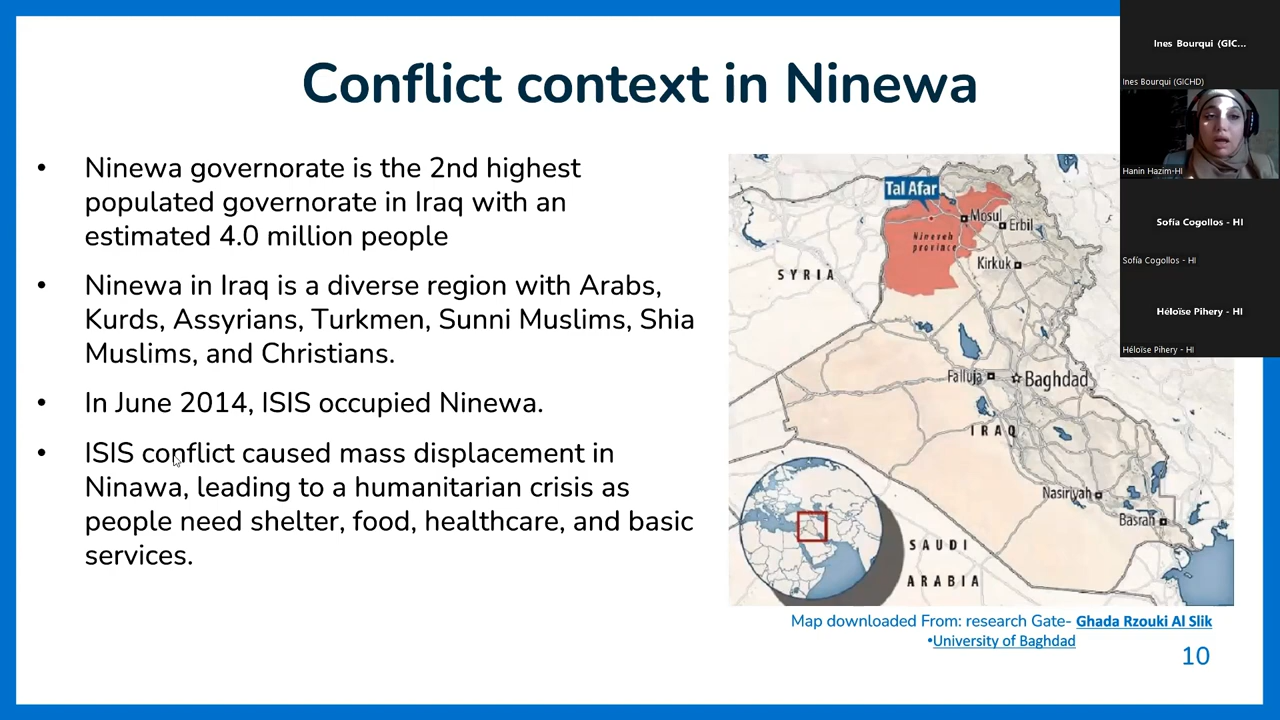 Conflict context in Ninewa
• Ninewa governorate is the 2nd highest
populated governorate in Iraq with an
estimated 4.0 million people
• Ninewa in Iraq is a diverse region with Arabs,
Kurds, Assyrians, Turkmen, Sunni Muslims, Shia
Muslims, and Christians.
• In June 2014, ISIS occupied Ninewa.
• ISIS conflict caused mass displacement in
Ninawa, leading to a humanitarian crisis as
people need shelter, food, healthcare, and basic
services.
Tal Afar
Mosul
Erbil
Nineveh
province
Kirkuk
SYRIA
Falluja
Baghdad
IRAQ
Nasiriyah
Basrah
SAUDI
ARABIA
Map downloaded From: research Gate- Ghada Rzouki Al Slik
•University of Baghdad
10
Ines Bourqui (GIC...
Ines Bourqui (GICHD)
Hanin Hazim-HI
Sofía Cogollos - HI
Sofía Cogollos - HI
Héloïse Pihery - HI
Héloïse Pihery - HI